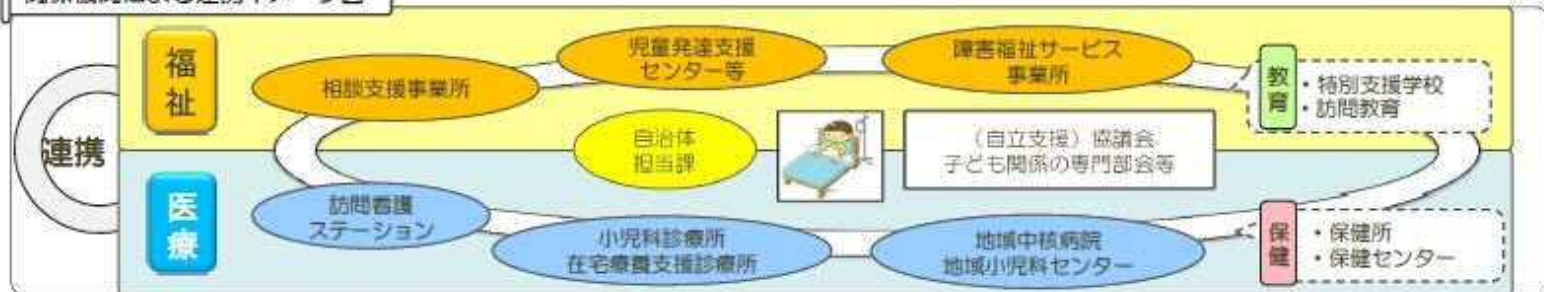 連携
福祉
相談支援事業所
児童発達支援
センター等
障害福祉サービス
事業所
教育
・特別支援学校
・訪問教育
自治体
担当課
(自立支援)協議会
子ども関係の専門部会等
医療
訪問看護
ステーション
小児科診療所
在宅療養支援診療所
地域中核病院
地域小児科センター
保健
・保健所
・保健センター